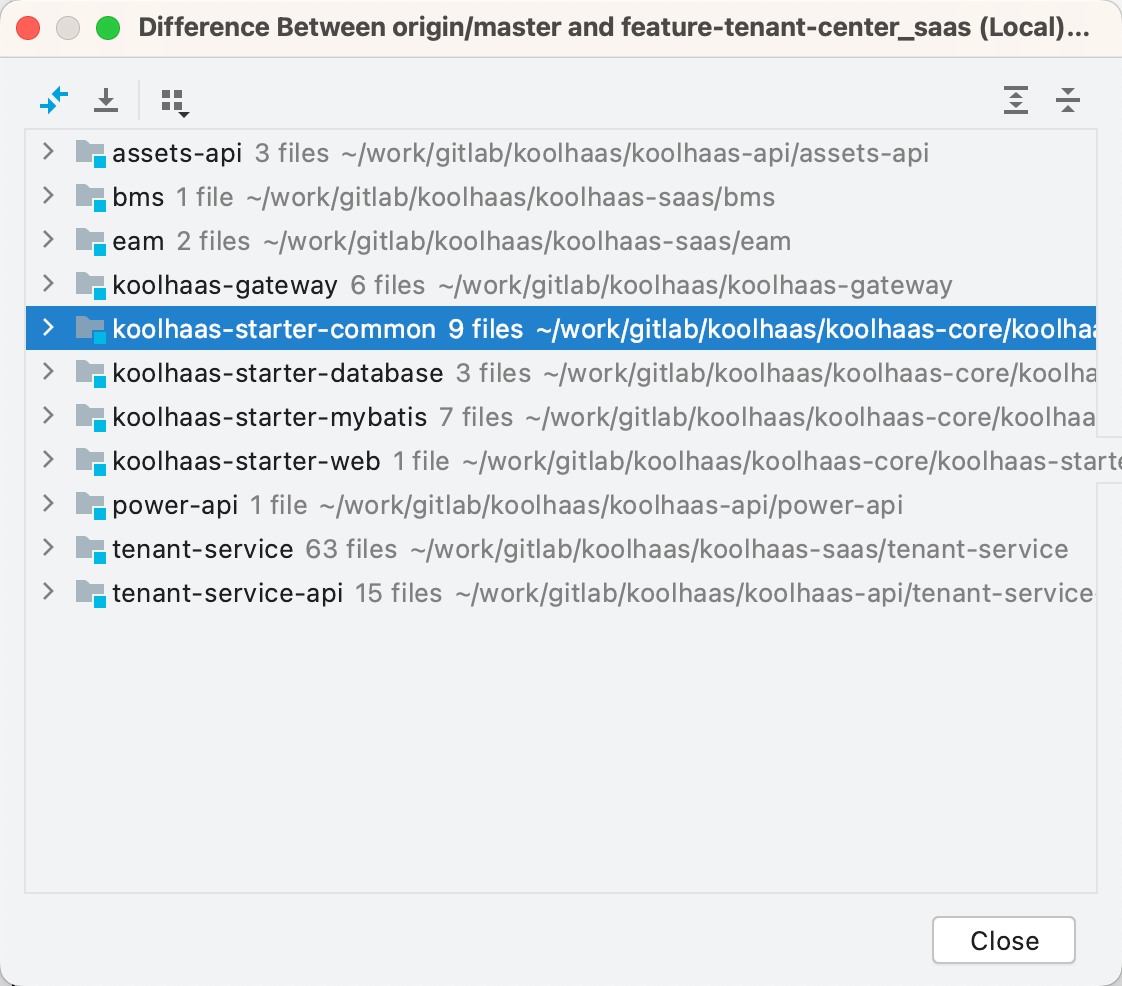 Difference Between origin/master and feature-tenant-center_saas (Local)...
assets-api 3 files ~/work/gitlab/koolhaas/koolhaas-api/assets-api
bms 1 file ~/work/gitlab/koolhaas/koolhaas-saas/bms
eam 2 files ~/work/gitlab/koolhaas/koolhaas-saas/eam
koolhaas-gateway 6 files ~/work/gitlab/koolhaas/koolhaas-gateway
koolhaas-starter-common 9 files ~/work/gitlab/koolhaas/koolhaas-core/koolhaa
koolhaas-starter-database 3 files ~/work/gitlab/koolhaas/koolhaas-core/koolha
koolhaas-starter-mybatis 7 files ~/work/gitlab/koolhaas/koolhaas-core/koolhaa
koolhaas-starter-web 1 file ~/work/gitlab/koolhaas/koolhaas-core/koolhaas-starte
power-api 1 file ~/work/gitlab/koolhaas/koolhaas-api/power-api
tenant-service 63 files ~/work/gitlab/koolhaas/koolhaas-saas/tenant-service
tenant-service-api 15 files ~/work/gitlab/koolhaas/koolhaas-api/tenant-service-
Close